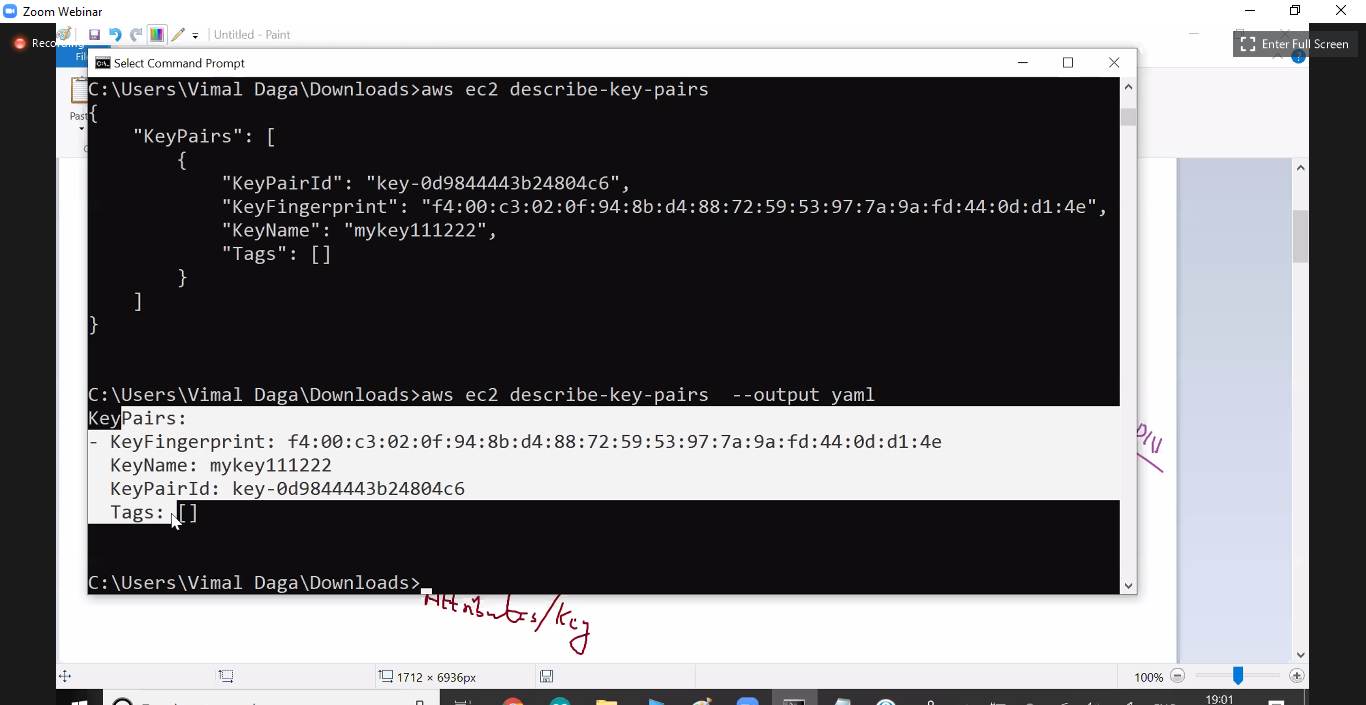 Zoom Webinar
Recording
Untitled - Paint
Enter Full Screen
Fil
Select Command Prompt
Past
C:\Users\Vimal Daga\Downloads>aws ec2 describe-key-pairs
{
"KeyPairs": [
{
"KeyPairId": "key-0d9844443b24804c6",
"KeyFingerprint": "f4:00:c3:02:0f:94:8b:d4:88:72:59:53:97:7a:9a:fd:44:0d:d1:4e",
"KeyName": "mykey111222",
"Tags": []
}
]
}
C:\Users\Vimal Daga\Downloads>aws ec2 describe-key-pairs  --output yaml
KeyPairs:
- KeyFingerprint: f4:00:c3:02:0f:94:8b:d4:88:72:59:53:97:7a:9a:fd:44:0d:d1:4e
KeyName: mykey111222
KeyPairId: key-0d9844443b24804c6
Tags: []
C:\Users\Vimal Daga\Downloads>
Attributes/Key
1712 × 6936px
100%
19:01